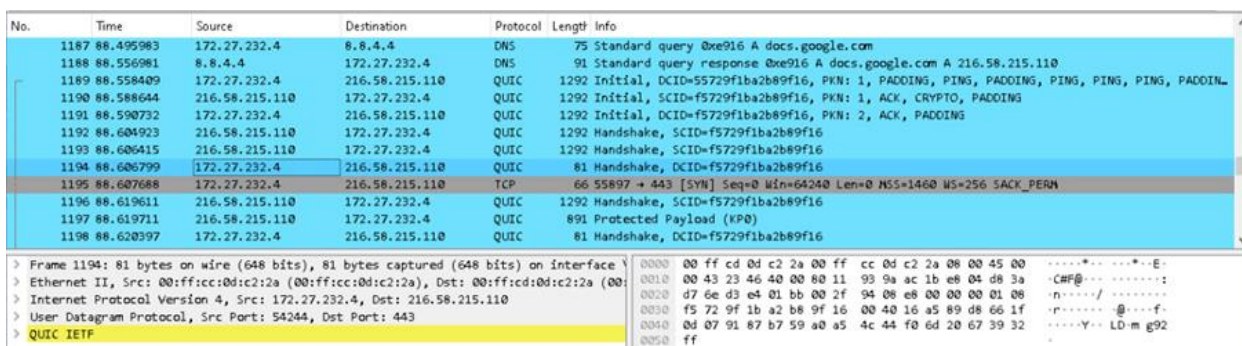 No. Time Source Destination Protocol Length Info
1187 88.495983 172.27.232.4 8.8.4.4 DNS 75 Standard query 0xe916 A docs.google.com
1188 88.556981 8.8.4.4 172.27.232.4 DNS 91 Standard query response 0xe916 A docs.google.com A 216.58.215.110
1189 88.558409 172.27.232.4 216.58.215.110 QUIC 1292 Initial, DCID=55729f1ba2b89f16, PKN: 1, PADDING, PING, PADDING, PING, PING, PING, PADDIN…
1190 88.588644 216.58.215.110 172.27.232.4 QUIC 1292 Initial, SCID=f5729f1ba2b89f16, PKN: 1, ACK, CRYPTO, PADDING
1191 88.590732 172.27.232.4 216.58.215.110 QUIC 1292 Initial, DCID=f5729f1ba2b89f16, PKN: 2, ACK, PADDING
1192 88.604923 216.58.215.110 172.27.232.4 QUIC 1292 Handshake, SCID=f5729f1ba2b89f16
1193 88.606415 216.58.215.110 172.27.232.4 QUIC 1292 Handshake, SCID=f5729f1ba2b89f16
1194 88.606799 172.27.232.4 216.58.215.110 QUIC 81 Handshake, DCID=f5729f1ba2b89f16
1195 88.607688 172.27.232.4 216.58.215.110 TCP 66 55897 → 443 [SYN] Seq=0 Win=64240 Len=0 MSS=1460 WS=256 SACK_PERM
1196 88.619611 216.58.215.110 172.27.232.4 QUIC 1292 Handshake, SCID=f5729f1ba2b89f16
1197 88.619711 216.58.215.110 172.27.232.4 QUIC 891 Protected Payload (KP0)
1198 88.620397 172.27.232.4 216.58.215.110 QUIC 81 Handshake, DCID=f5729f1ba2b89f16
> Frame 1194: 81 bytes on wire (648 bits), 81 bytes captured (648 bits) on interface \
> Ethernet II, Src: 00:ff:cc:0d:c2:2a (00:ff:cc:0d:c2:2a), Dst: 00:ff:cd:0d:c2:2a (00:
> Internet Protocol Version 4, Src: 172.27.232.4, Dst: 216.58.215.110
> User Datagram Protocol, Src Port: 54244, Dst Port: 443
> QUIC IETF
0000 00 ff cd 0d c2 2a 00 ff cc 0d c2 2a 08 00 45 00 ·····*·· ···*··E·
0010 00 43 23 46 40 00 80 11 93 9a ac 1b e8 04 d8 3a ·C#F@··· ·······:
0020 d7 6e d3 e4 01 bb 00 2f 94 08 e8 00 00 00 01 08 ·n·····/ ········
0030 f5 72 9f 1b a2 b8 9f 16 00 40 16 a5 89 d8 66 1f ·r······ ·@····f·
0040 0d 07 91 87 b7 59 a0 a5 4c 44 f0 6d 20 67 39 32 ·····Y·· LD·m g92
0050 ff ·